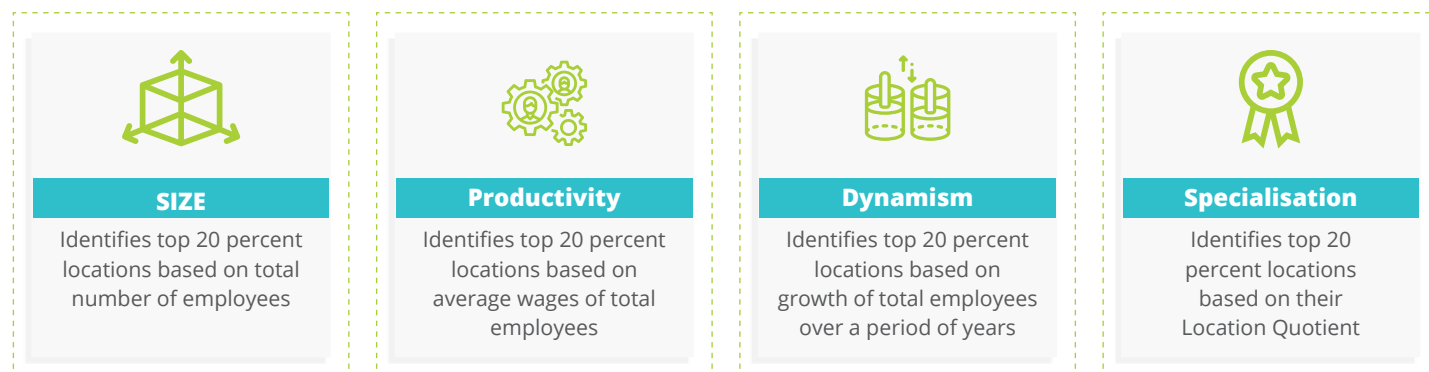 SIZE
Identifies top 20 percent
locations based on total
number of employees
Productivity
Identifies top 20 percent
locations based on
average wages of total
employees
Dynamism
Identifies top 20 percent
locations based on
growth of total employees
over a period of years
Specialisation
Identifies top 20
percent locations
based on their
Location Quotient